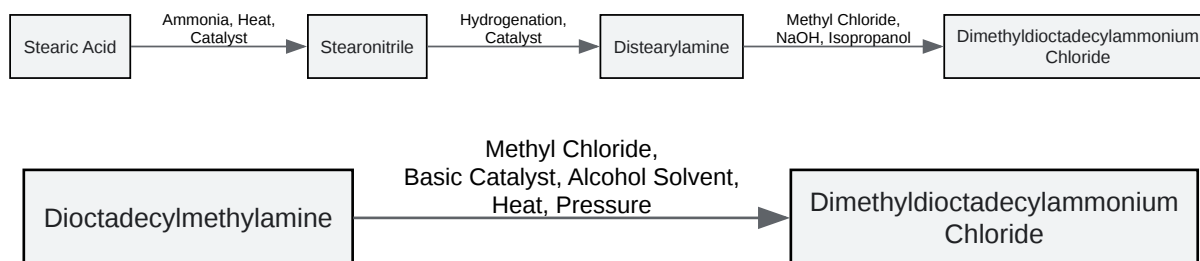 Stearic Acid
Ammonia, Heat,
Catalyst
Stearonitrile
Hydrogenation,
Catalyst
Distearylamine
Methyl Chloride,
NaOH, Isopropanol
Dimethyldioctadecylammonium
Chloride
Dioctadecylmethylamine
Methyl Chloride,
Basic Catalyst, Alcohol Solvent,
Heat, Pressure
Dimethyldioctadecylammonium
Chloride